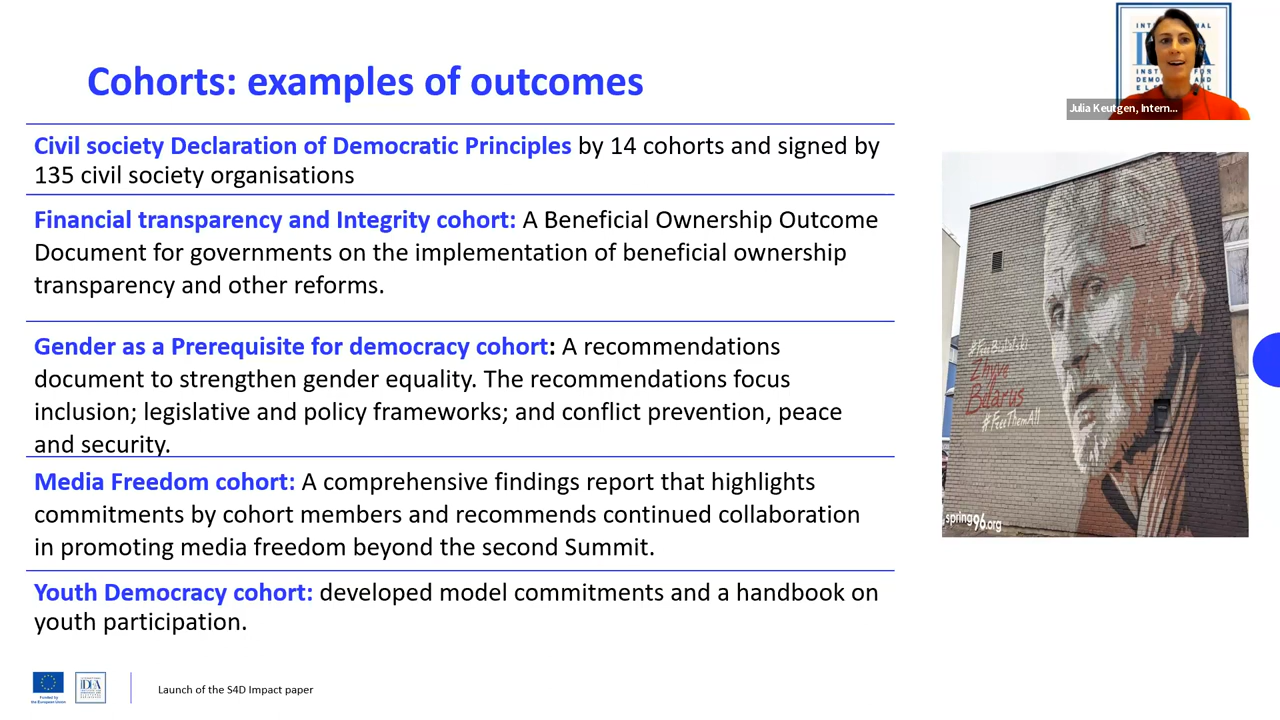 Cohorts: examples of outcomes
Civil society Declaration of Democratic Principles by 14 cohorts and signed by
135 civil society organisations
Financial transparency and Integrity cohort: A Beneficial Ownership Outcome
Document for governments on the implementation of beneficial ownership
transparency and other reforms.
Gender as a Prerequisite for democracy cohort: A recommendations
document to strengthen gender equality. The recommendations focus
inclusion; legislative and policy frameworks; and conflict prevention, peace
and security.
Media Freedom cohort: A comprehensive findings report that highlights
commitments by cohort members and recommends continued collaboration
in promoting media freedom beyond the second Summit.
Youth Democracy cohort: developed model commitments and a handbook on
youth participation.
Julia Keutgen, Intern...
Zhyve
Belarus
#FreeThemAll
spring96.org
Funded by
the European Union
IDEA
Launch of the S4D Impact paper